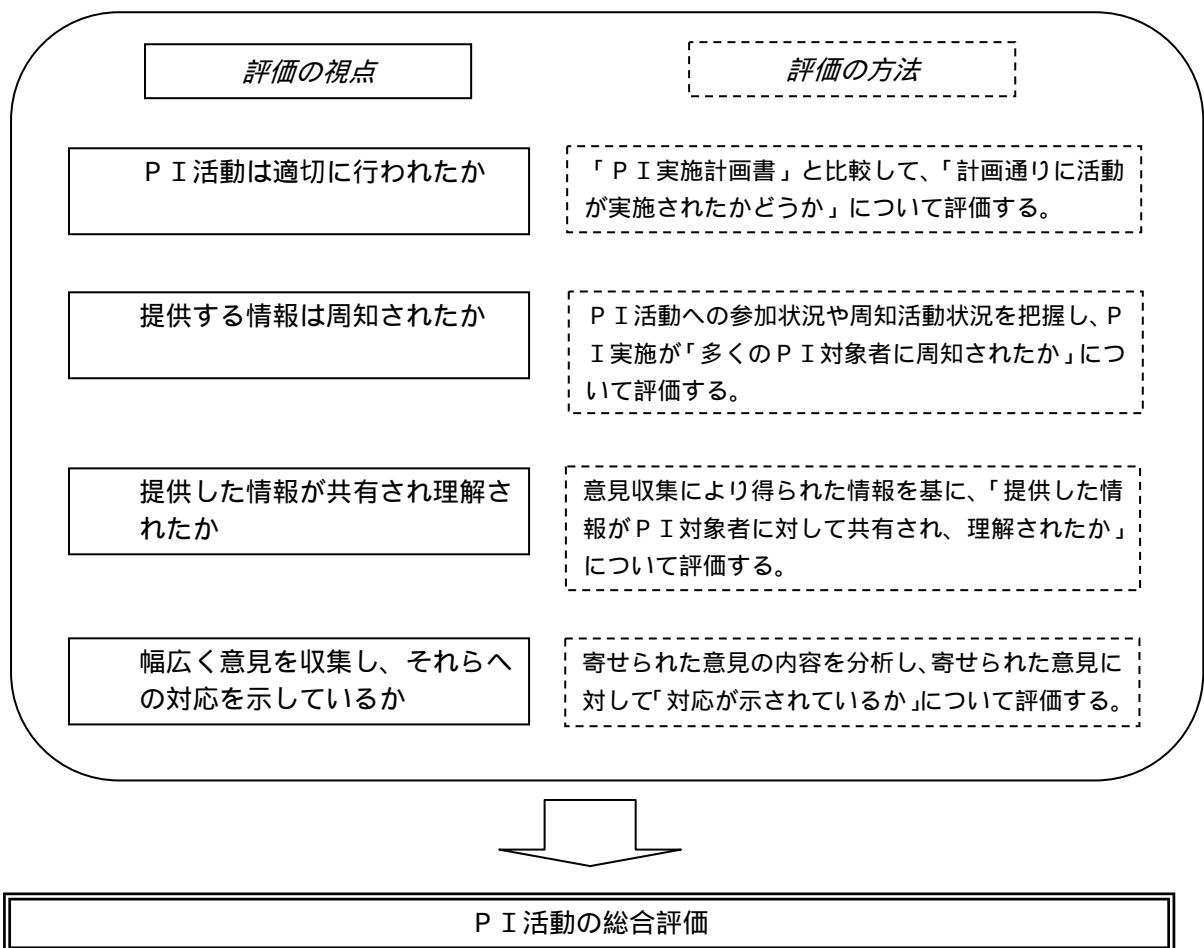 評価の視点
評価の方法
ＰＩ活動は適切に行われたか
「ＰＩ実施計画書」と比較して、「計画通りに活動
が実施されたかどうか」について評価する。
提供する情報は周知されたか
ＰＩ活動への参加状況や周知活動状況を把握し、Ｐ
Ｉ実施が「多くのＰＩ対象者に周知されたか」につ
いて評価する。
提供した情報が共有され理解さ
れたか
意見収集により得られた情報を基に、「提供した情
報がＰＩ対象者に対して共有され、理解されたか」
について評価する。
幅広く意見を収集し、それらへ
の対応を示しているか
寄せられた意見の内容を分析し、寄せられた意見に
対して「対応が示されているか」について評価する。
ＰＩ活動の総合評価